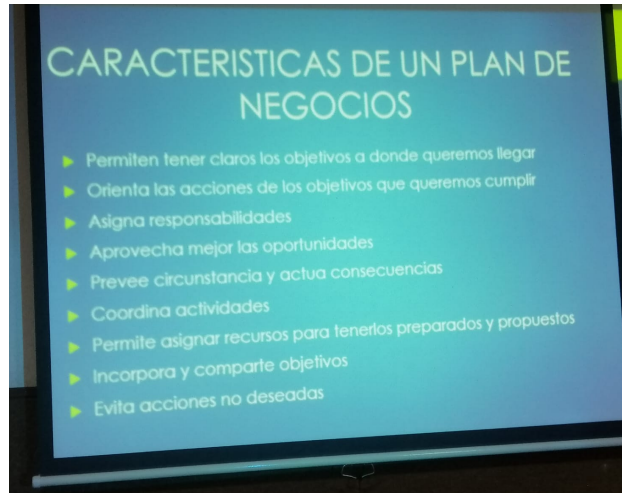 CARACTERISTICAS DE UN PLAN DE
NEGOCIOS
Permiten tener claros los objetivos a donde queremos llegar
Orienta las acciones de los objetivos que queremos cumplir
Asigna responsabilidades
Aprovecha mejor las oportunidades
Prevee circunstancia y actua consecuencias
Coordina actividades
Permite asignar recursos para tenerlos preparados y propuestos
Incorpora y comparte objetivos
Evita acciones no deseadas